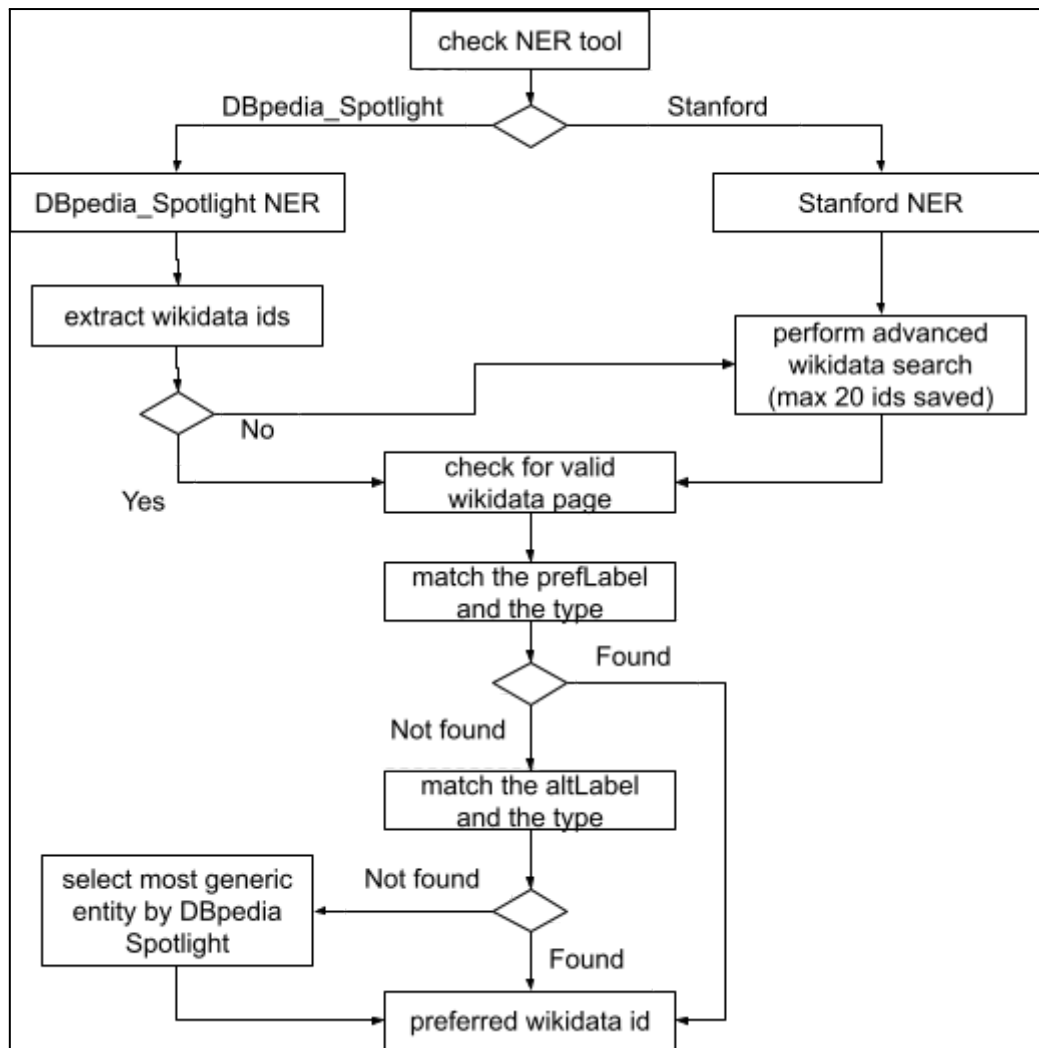 check NER tool
DBpedia_Spotlight
Stanford
DBpedia_Spotlight NER
Stanford NER
extract wikidata ids
perform advanced
wikidata search
(max 20 ids saved)
No
Yes
check for valid
wikidata page
match the prefLabel
and the type
Found
Not found
match the altLabel
and the type
Not found
select most generic
entity by DBpedia
Spotlight
Found
preferred wikidata id